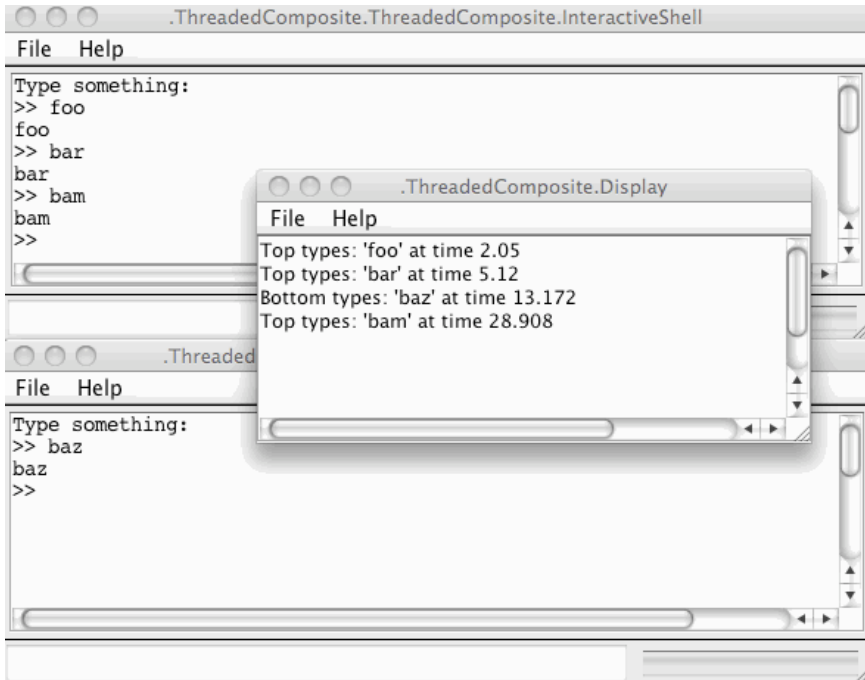 .ThreadedComposite.ThreadedComposite.InteractiveShell
File Help
Type something:
>> foo
foo
>> bar
bar
>> bam
bam
>>
.ThreadedComposite.Display
File Help
Top types: 'foo' at time 2.05
Top types: 'bar' at time 5.12
Bottom types: 'baz' at time 13.172
Top types: 'bam' at time 28.908
.Threaded
File Help
Type something:
>> baz
baz
>>